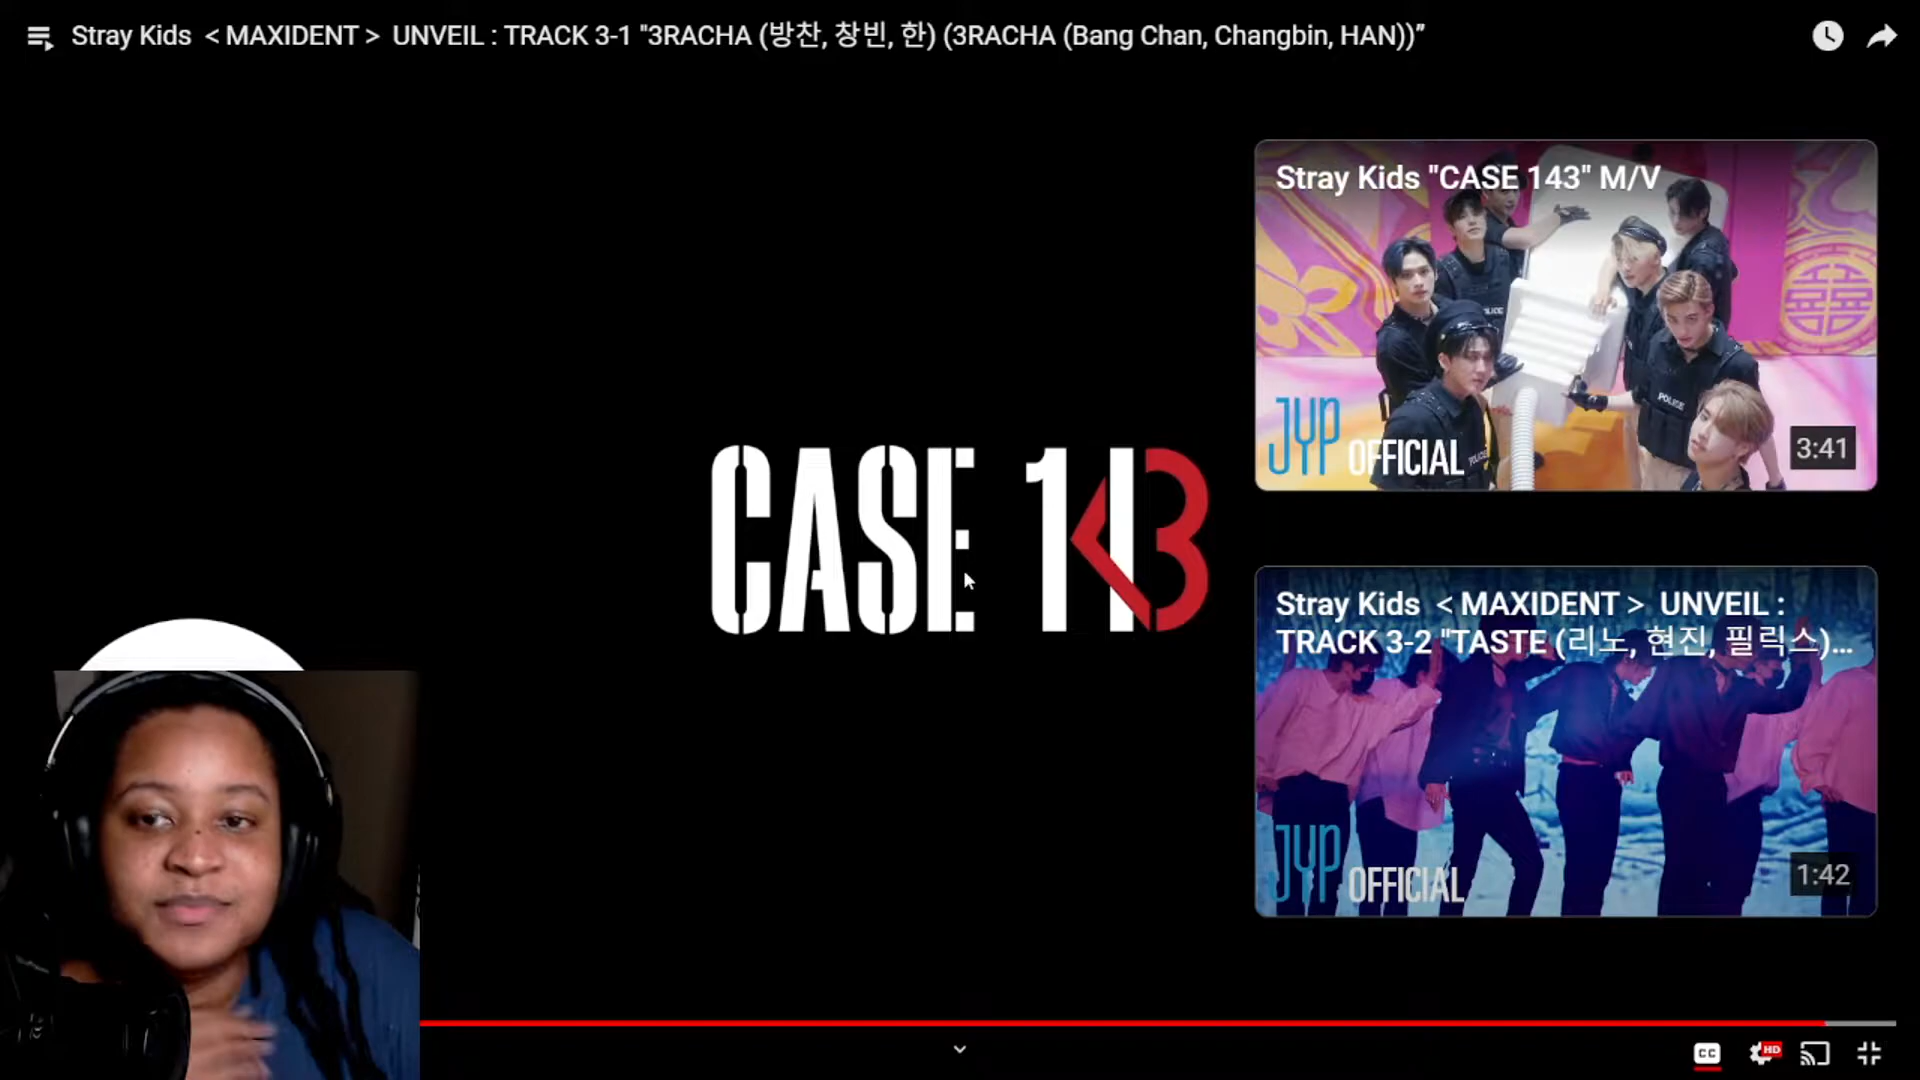 Stray Kids < MAXIDENT > UNVEIL : TRACK 3-1 "3RACHA (방찬, 창빈, 한) (3RACHA (Bang Chan, Changbin, HAN))”
Stray Kids "CASE 143" M/V
POLICE
JYP OFFICIAL
3:41
CASE 143
Stray Kids < MAXIDENT > UNVEIL :
TRACK 3-2 "TASTE (리노, 현진, 필릭스)...
JYP OFFICIAL
1:42
CC
HD